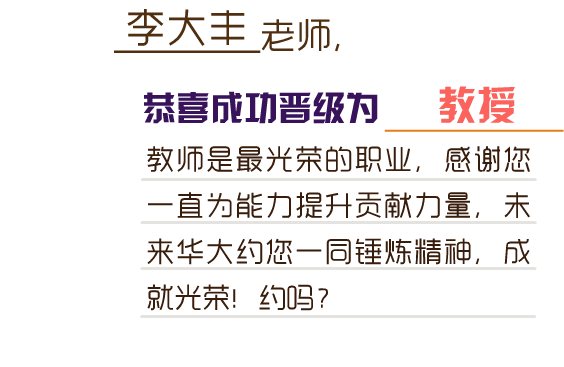 李大丰老师，
恭喜成功晋级为 教授
教师是最光荣的职业，感谢您
一直为能力提升贡献力量，未
来华大约您一同锤炼精神，成
就光荣！约吗？